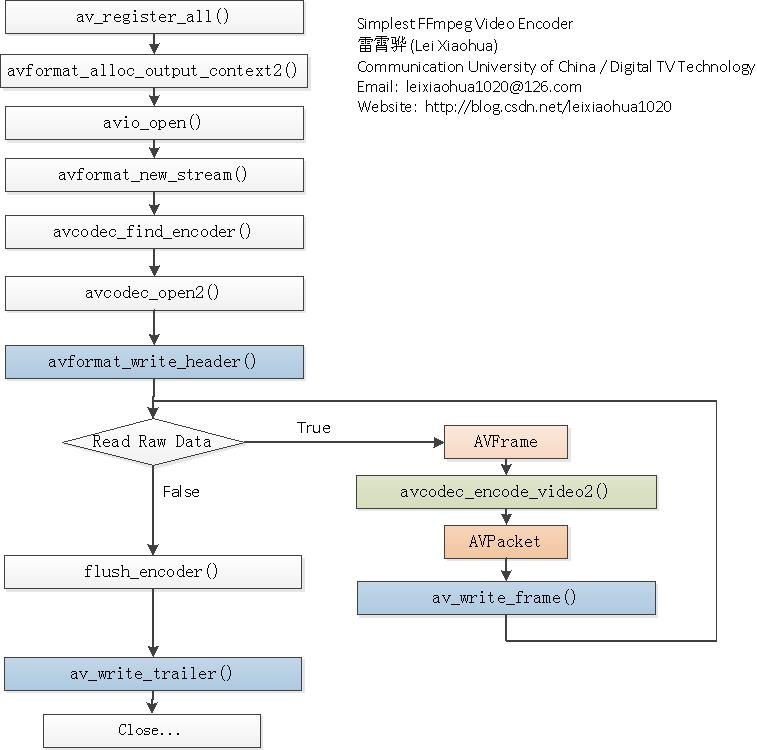 av_register_all()
avformat_alloc_output_context2()
avio_open()
avformat_new_stream()
avcodec_find_encoder()
avcodec_open2()
avformat_write_header()
Read Raw Data
True
False
AVFrame
avcodec_encode_video2()
AVPacket
av_write_frame()
flush_encoder()
av_write_trailer()
Close...
Simplest FFmpeg Video Encoder
雷霄骅 (Lei Xiaohua)
Communication University of China / Digital TV Technology
Email: leixiaohua1020@126.com
Website: http://blog.csdn.net/leixiaohua1020